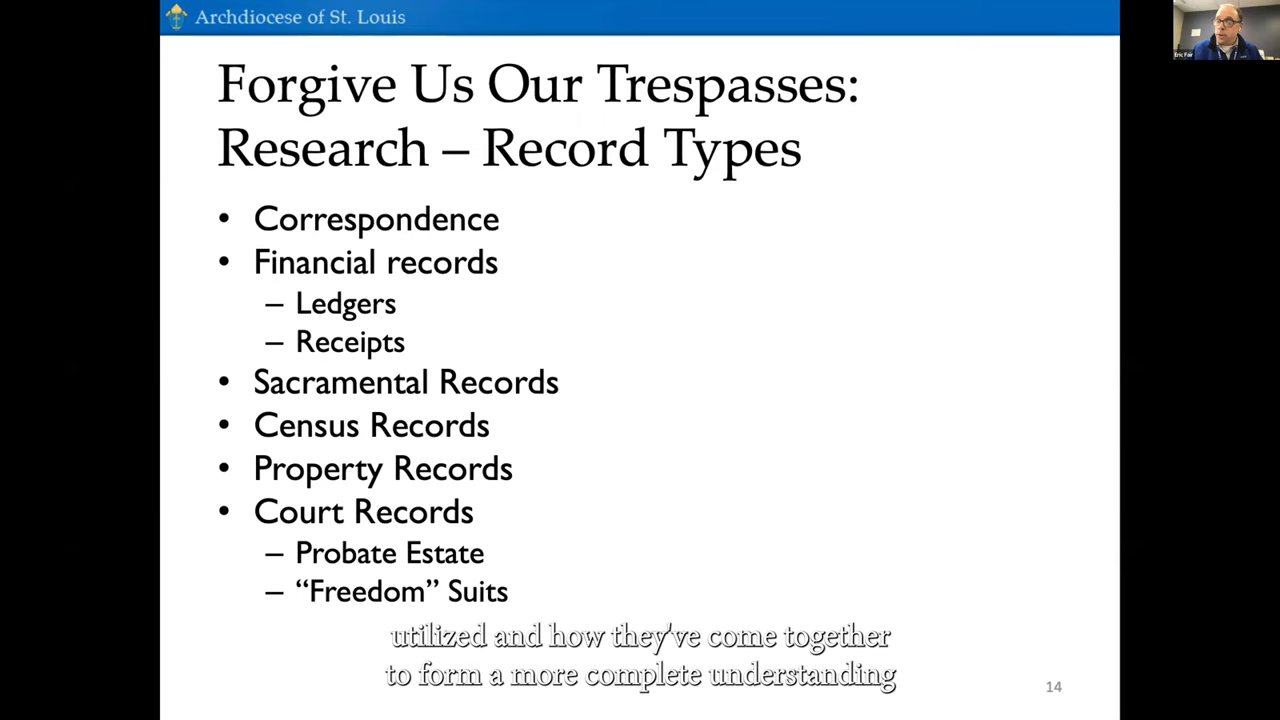 Archdiocese of St. Louis
Eric Fair
Forgive Us Our Trespasses:
Research – Record Types
• Correspondence
• Financial records
– Ledgers
– Receipts
• Sacramental Records
• Census Records
• Property Records
• Court Records
– Probate Estate
– “Freedom” Suits
utilized and how they've come together
to form a more complete understanding
14